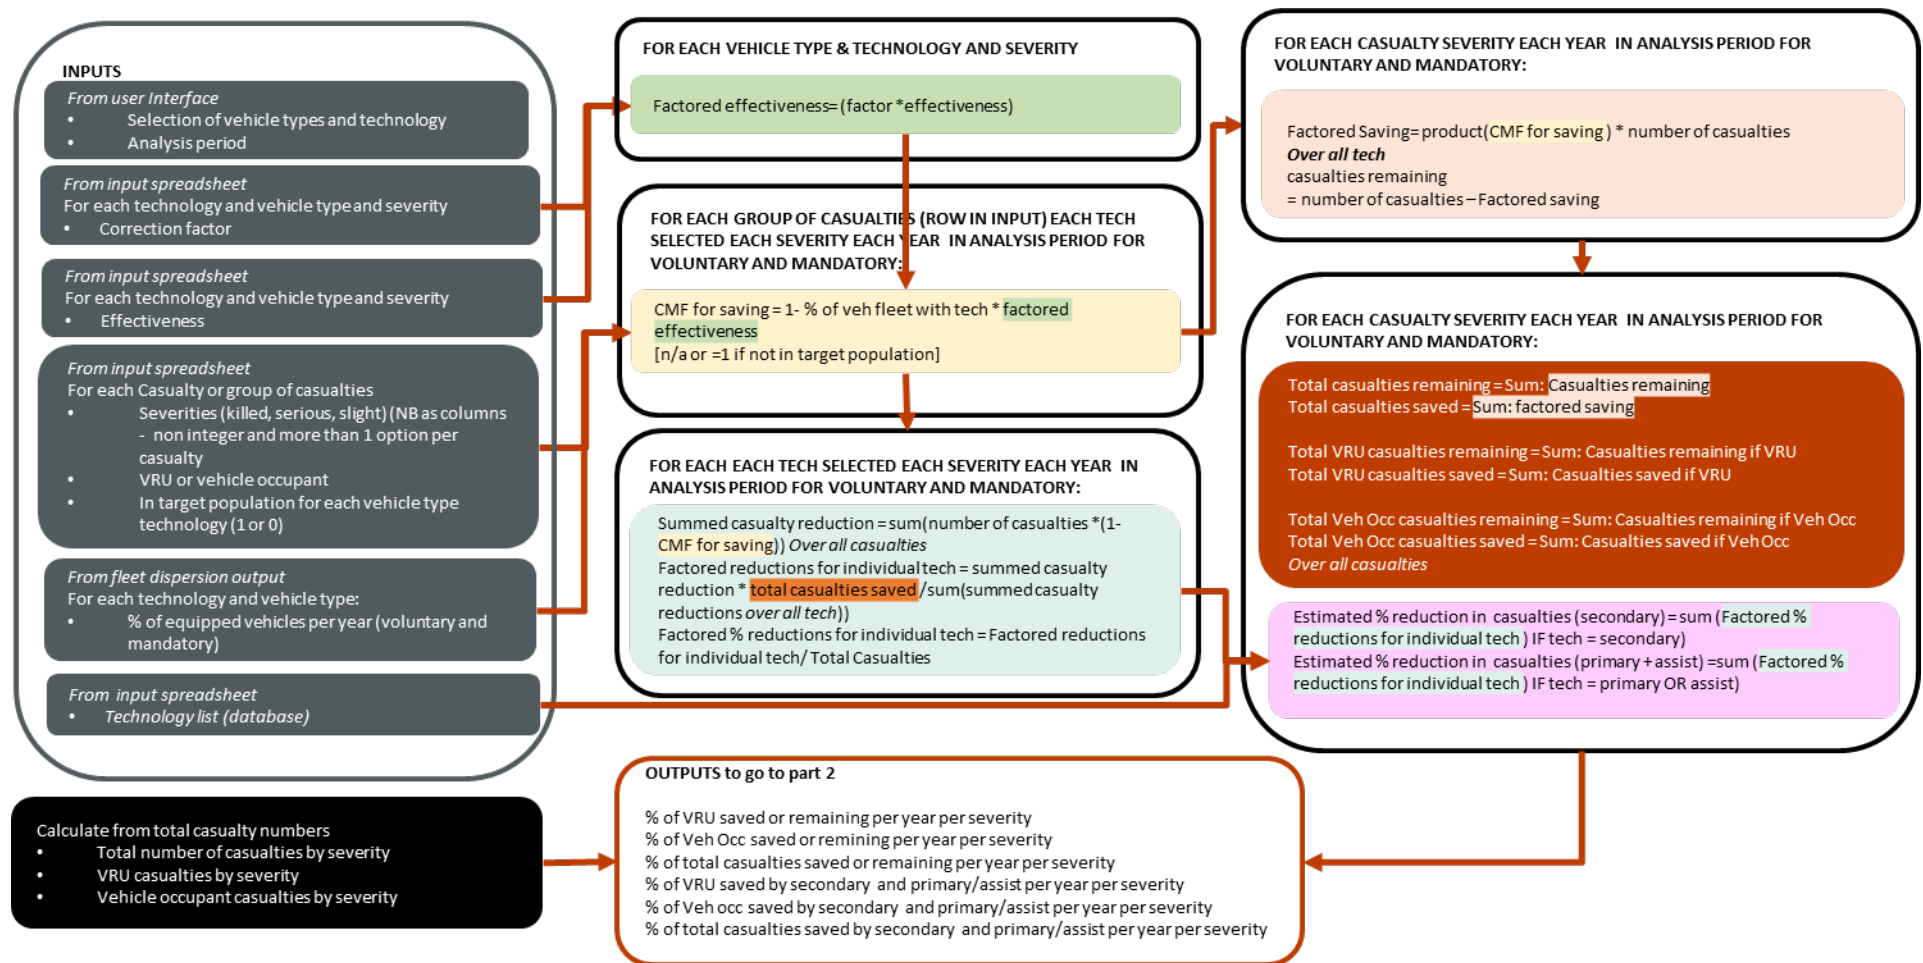 INPUTS
From user Interface
• Selection of vehicle types and technology
• Analysis period
From input spreadsheet
For each technology and vehicle type and severity
• Correction factor
From input spreadsheet
For each technology and vehicle type and severity
• Effectiveness
From input spreadsheet
For each Casualty or group of casualties
• Severities (killed, serious, slight) (NB as columns
- non integer and more than 1 option per
casualty
• VRU or vehicle occupant
• In target population for each vehicle type
technology (1 or 0)
From fleet dispersion output
For each technology and vehicle type:
• % of equipped vehicles per year (voluntary and
mandatory)
From input spreadsheet
• Technology list (database)
Calculate from total casualty numbers
• Total number of casualties by severity
• VRU casualties by severity
• Vehicle occupant casualties by severity
FOR EACH VEHICLE TYPE & TECHNOLOGY AND SEVERITY
Factored effectiveness= (factor *effectiveness)
FOR EACH GROUP OF CASUALTIES (ROW IN INPUT) EACH TECH
SELECTED EACH SEVERITY EACH YEAR IN ANALYSIS PERIOD FOR
VOLUNTARY AND MANDATORY:
CMF for saving = 1- % of veh fleet with tech * factored
effectiveness
[n/a or =1 if not in target population]
FOR EACH EACH TECH SELECTED EACH SEVERITY EACH YEAR IN
ANALYSIS PERIOD FOR VOLUNTARY AND MANDATORY:
Summed casualty reduction = sum(number of casualties *(1-
CMF for saving)) Over all casualties
Factored reductions for individual tech = summed casualty
reduction * total casualties saved /sum(summed casualty
reductions over all tech))
Factored % reductions for individual tech = Factored reductions
for individual tech/ Total Casualties
FOR EACH CASUALTY SEVERITY EACH YEAR IN ANALYSIS PERIOD FOR
VOLUNTARY AND MANDATORY:
Factored Saving= product(CMF for saving ) * number of casualties
Over all tech
casualties remaining
= number of casualties – Factored saving
FOR EACH CASUALTY SEVERITY EACH YEAR IN ANALYSIS PERIOD FOR
VOLUNTARY AND MANDATORY:
Total casualties remaining = Sum: Casualties remaining
Total casualties saved = Sum: factored saving
Total VRU casualties remaining = Sum: Casualties remaining if VRU
Total VRU casualties saved = Sum: Casualties saved if VRU
Total Veh Occ casualties remaining = Sum: Casualties remaining if Veh Occ
Total Veh Occ casualties saved = Sum: Casualties saved if Veh Occ
Over all casualties
Estimated % reduction in casualties (secondary) = sum (Factored %
reductions for individual tech ) IF tech = secondary)
Estimated % reduction in casualties (primary + assist) =sum (Factored %
reductions for individual tech ) IF tech = primary OR assist)
OUTPUTS to go to part 2
% of VRU saved or remaining per year per severity
% of Veh Occ saved or remining per year per severity
% of total casualties saved or remaining per year per severity
% of VRU saved by secondary and primary/assist per year per severity
% of Veh occ saved by secondary and primary/assist per year per severity
% of total casualties saved by secondary and primary/assist per year per severity